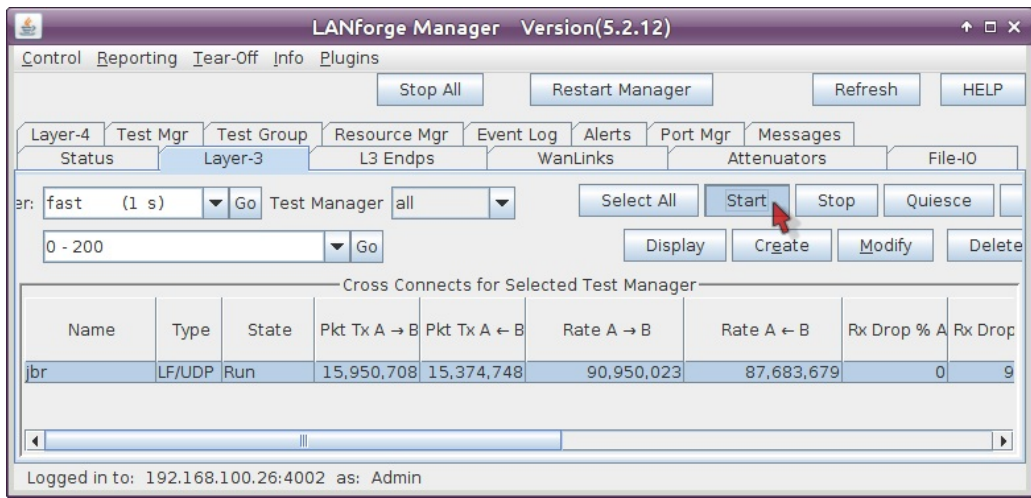 LANforge Manager Version(5.2.12)
Control Reporting Tear-Off Info Plugins
Stop All Restart Manager Refresh HELP
Layer-4 Test Mgr Test Group Resource Mgr Event Log Alerts Port Mgr Messages
Status Layer-3 L3 Endps WanLinks Attenuators File-IO
er: fast (1 s) Go Test Manager all Select All Start Stop Quiesce
0 - 200 Go Display Create Modify Delete
Cross Connects for Selected Test Manager
Name Type State Pkt Tx A → B Pkt Tx A ← B Rate A → B Rate A ← B Rx Drop % A Rx Drop
jbr LF/UDP Run 15,950,708 15,374,748 90,950,023 87,683,679 0 9
Logged in to: 192.168.100.26:4002 as: Admin